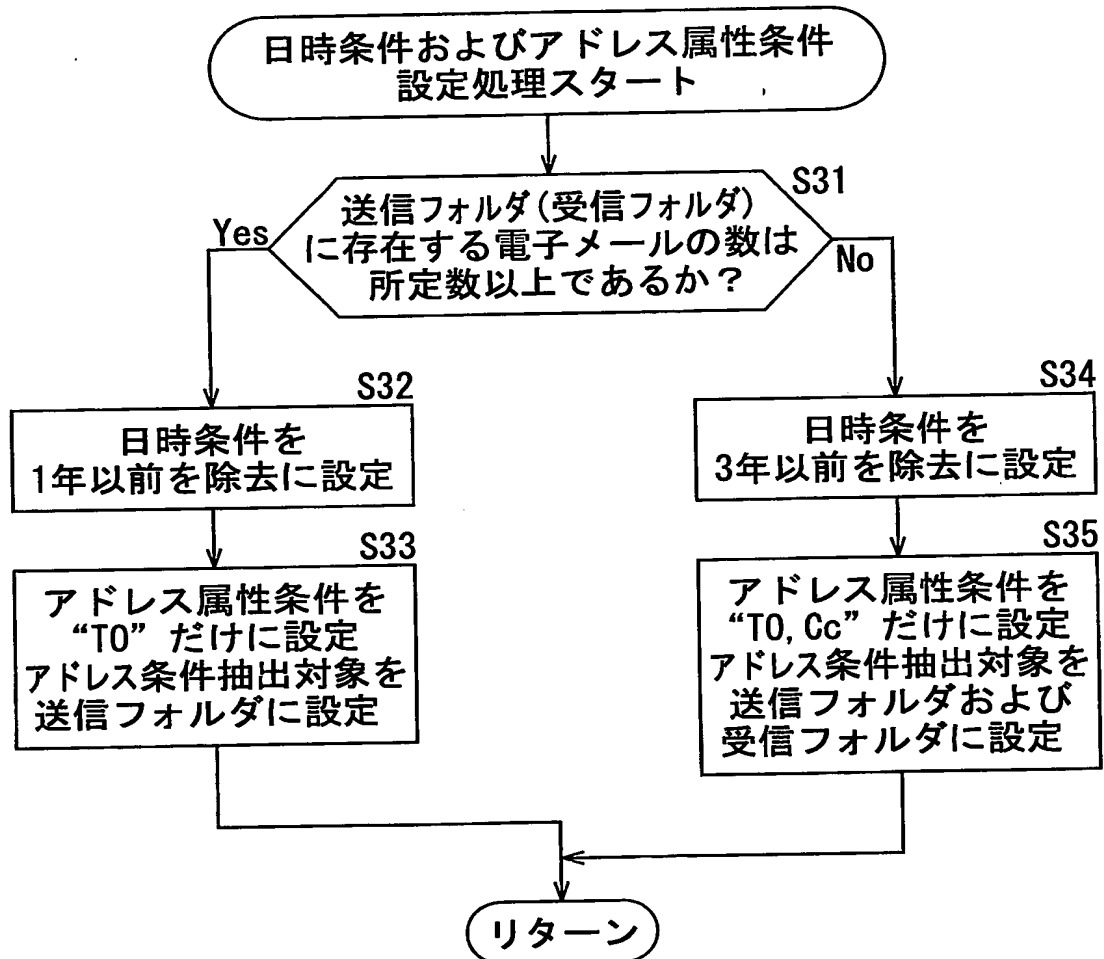 日時条件およびアドレス属性条件
設定処理スタート
S31
送信フォルダ(受信フォルダ)
に存在する電子メールの数は
所定数以上であるか？
Yes
No
S32
日時条件を
1年以前を除去に設定
S33
アドレス属性条件を
“TO”だけに設定
アドレス条件抽出対象を
送信フォルダに設定
S34
日時条件を
3年以前を除去に設定
S35
アドレス属性条件を
“TO,Cc”だけに設定
アドレス条件抽出対象を
送信フォルダおよび
受信フォルダに設定
リターン